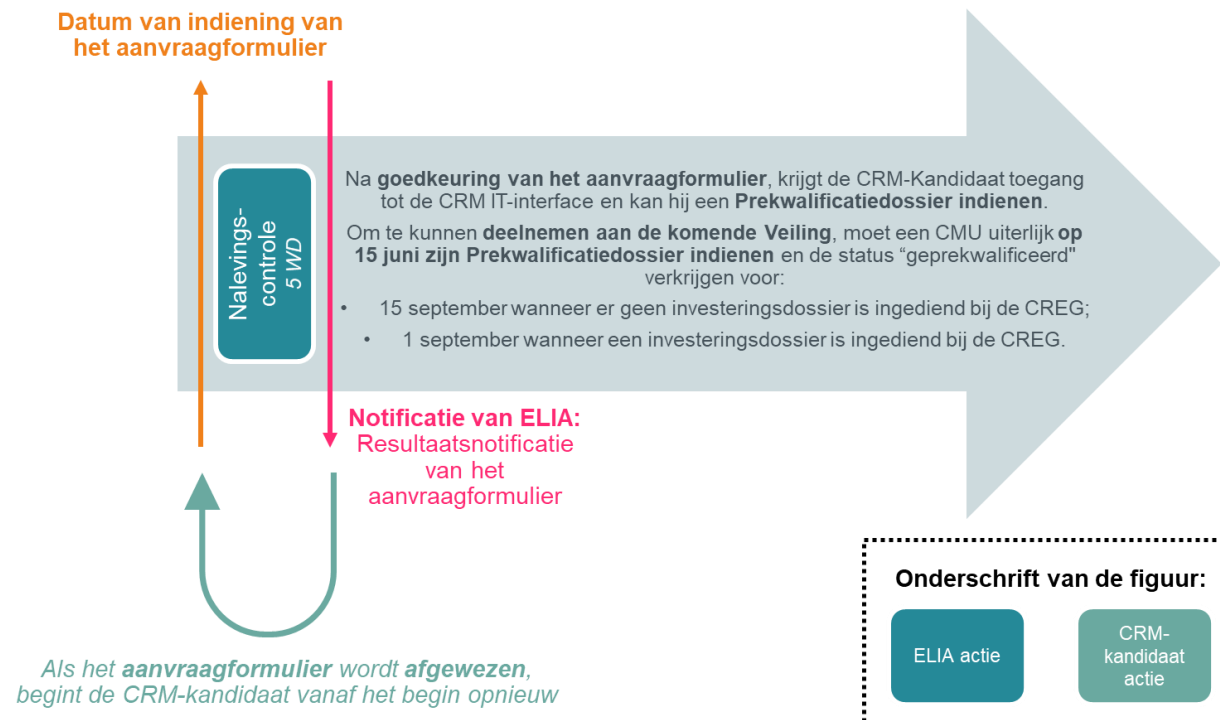 Datum van indiening van
het aanvraagformulier
Nalevings-
controle
5 WD
Na goedkeuring van het aanvraagformulier, krijgt de CRM-Kandidaat toegang
tot de CRM IT-interface en kan hij een Prekwalificatiedossier indienen.
Om te kunnen deelnemen aan de komende Veiling, moet een CMU uiterlijk op
15 juni zijn Prekwalificatiedossier indienen en de status “geprekwalificeerd"
verkrijgen voor:
• 15 september wanneer er geen investeringsdossier is ingediend bij de CREG;
• 1 september wanneer een investeringsdossier is ingediend bij de CREG.
Notificatie van ELIA:
Resultaatsnotificatie
van het
aanvraagformulier
Als het aanvraagformulier wordt afgewezen,
begint de CRM-kandidaat vanaf het begin opnieuw
Onderschrift van de figuur:
ELIA actie
CRM-
kandidaat
actie